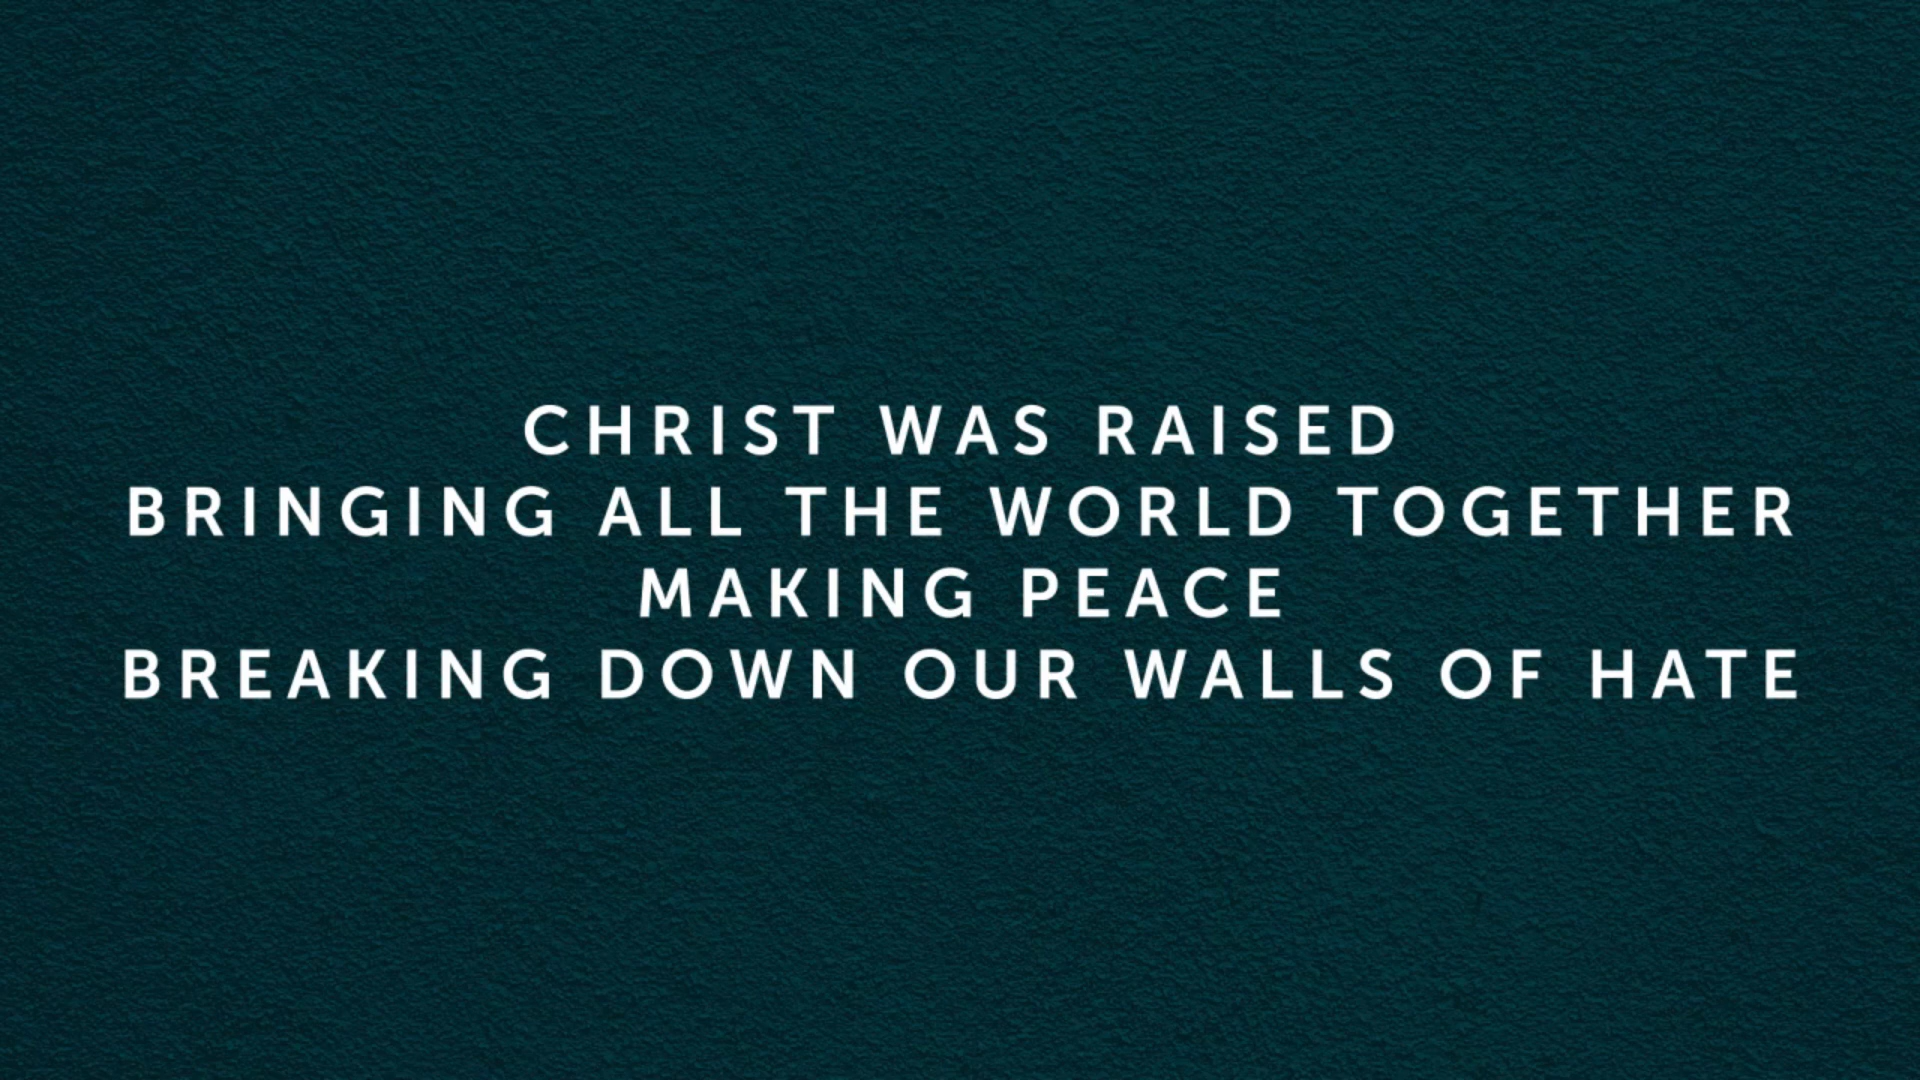 CHRIST WAS RAISED
BRINGING ALL THE WORLD TOGETHER
MAKING PEACE
BREAKING DOWN OUR WALLS OF HATE